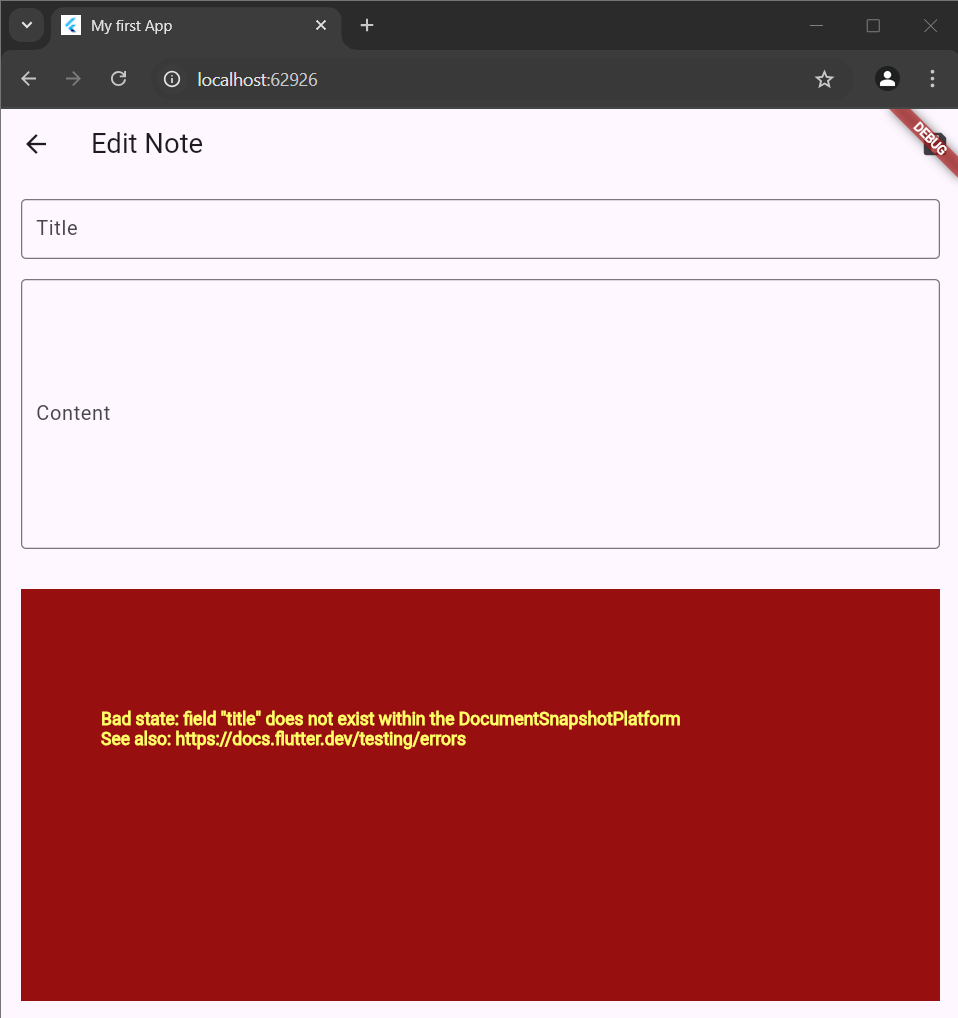 My first App
localhost:62926
Edit Note
DEBUG
Title
Content
Bad state: field "title" does not exist within the DocumentSnapshotPlatform
See also: https://docs.flutter.dev/testing/errors